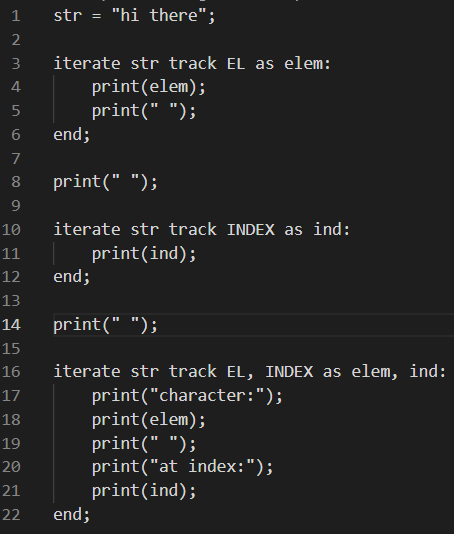 1 str = "hi there";
2
3 iterate str track EL as elem:
4     print(elem);
5     print(" ");
6 end;
7
8 print(" ");
9
10 iterate str track INDEX as ind:
11     print(ind);
12 end;
13
14 print(" ");
15
16 iterate str track EL, INDEX as elem, ind:
17     print("character:");
18     print(elem);
19     print(" ");
20     print("at index:");
21     print(ind);
22 end;